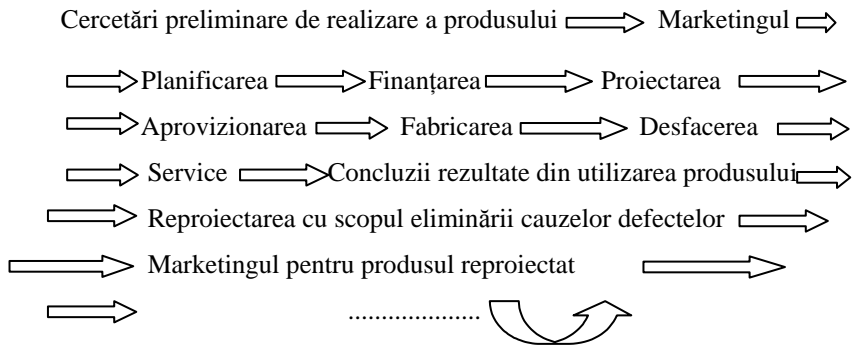 Cercetări preliminare de realizare a produsului Marketingul
Planificarea Finanțarea Proiectarea
Aprovizionarea Fabricarea Desfacerea
Service Concluzii rezultate din utilizarea produsului
Reproiectarea cu scopul eliminării cauzelor defectelor
Marketingul pentru produsul reproiectat
....................